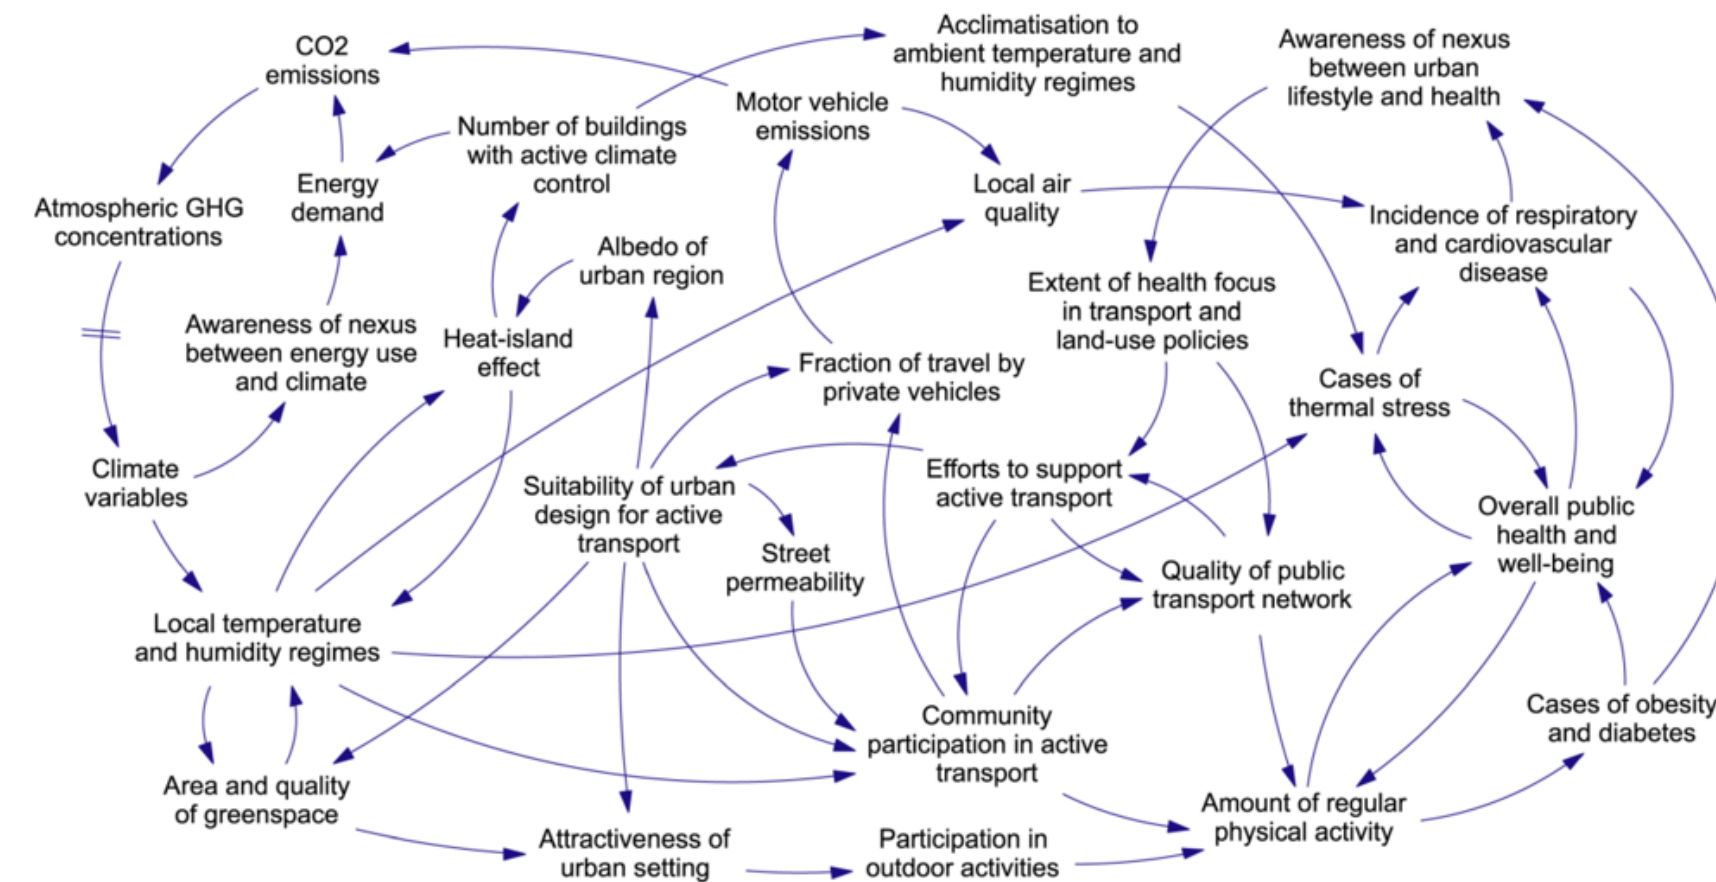 CO2
emissions
Acclimatisation to
ambient temperature and
humidity regimes
Awareness of nexus
between urban
lifestyle and health
Motor vehicle
emissions
Number of buildings
with active climate
control
Energy
demand
Local air
quality
Atmospheric GHG
concentrations
Incidence of respiratory
and cardiovascular
disease
Albedo of
urban region
Extent of health focus
in transport and
land-use policies
Awareness of nexus
between energy use
and climate
Heat-island
effect
Fraction of travel by
private vehicles
Cases of
thermal stress
Climate
variables
Suitability of urban
design for active
transport
Efforts to support
active transport
Overall public
health and
well-being
Street
permeability
Quality of public
transport network
Local temperature
and humidity regimes
Cases of obesity
and diabetes
Community
participation in active
transport
Area and quality
of greenspace
Amount of regular
physical activity
Attractiveness of
urban setting
Participation in
outdoor activities